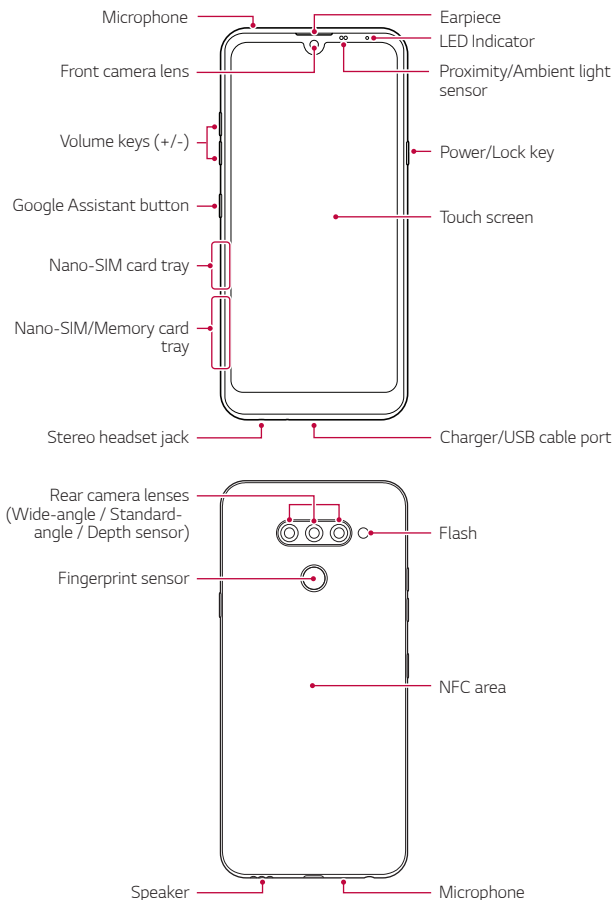 Microphone
Front camera lens
Volume keys (+/-)
Google Assistant button
Nano-SIM card tray
Nano-SIM/Memory card
tray
Stereo headset jack
Earpiece
LED Indicator
Proximity/Ambient light
sensor
Power/Lock key
Touch screen
Charger/USB cable port
Rear camera lenses
(Wide-angle / Standard-
angle / Depth sensor)
Fingerprint sensor
Speaker
Flash
NFC area
Microphone